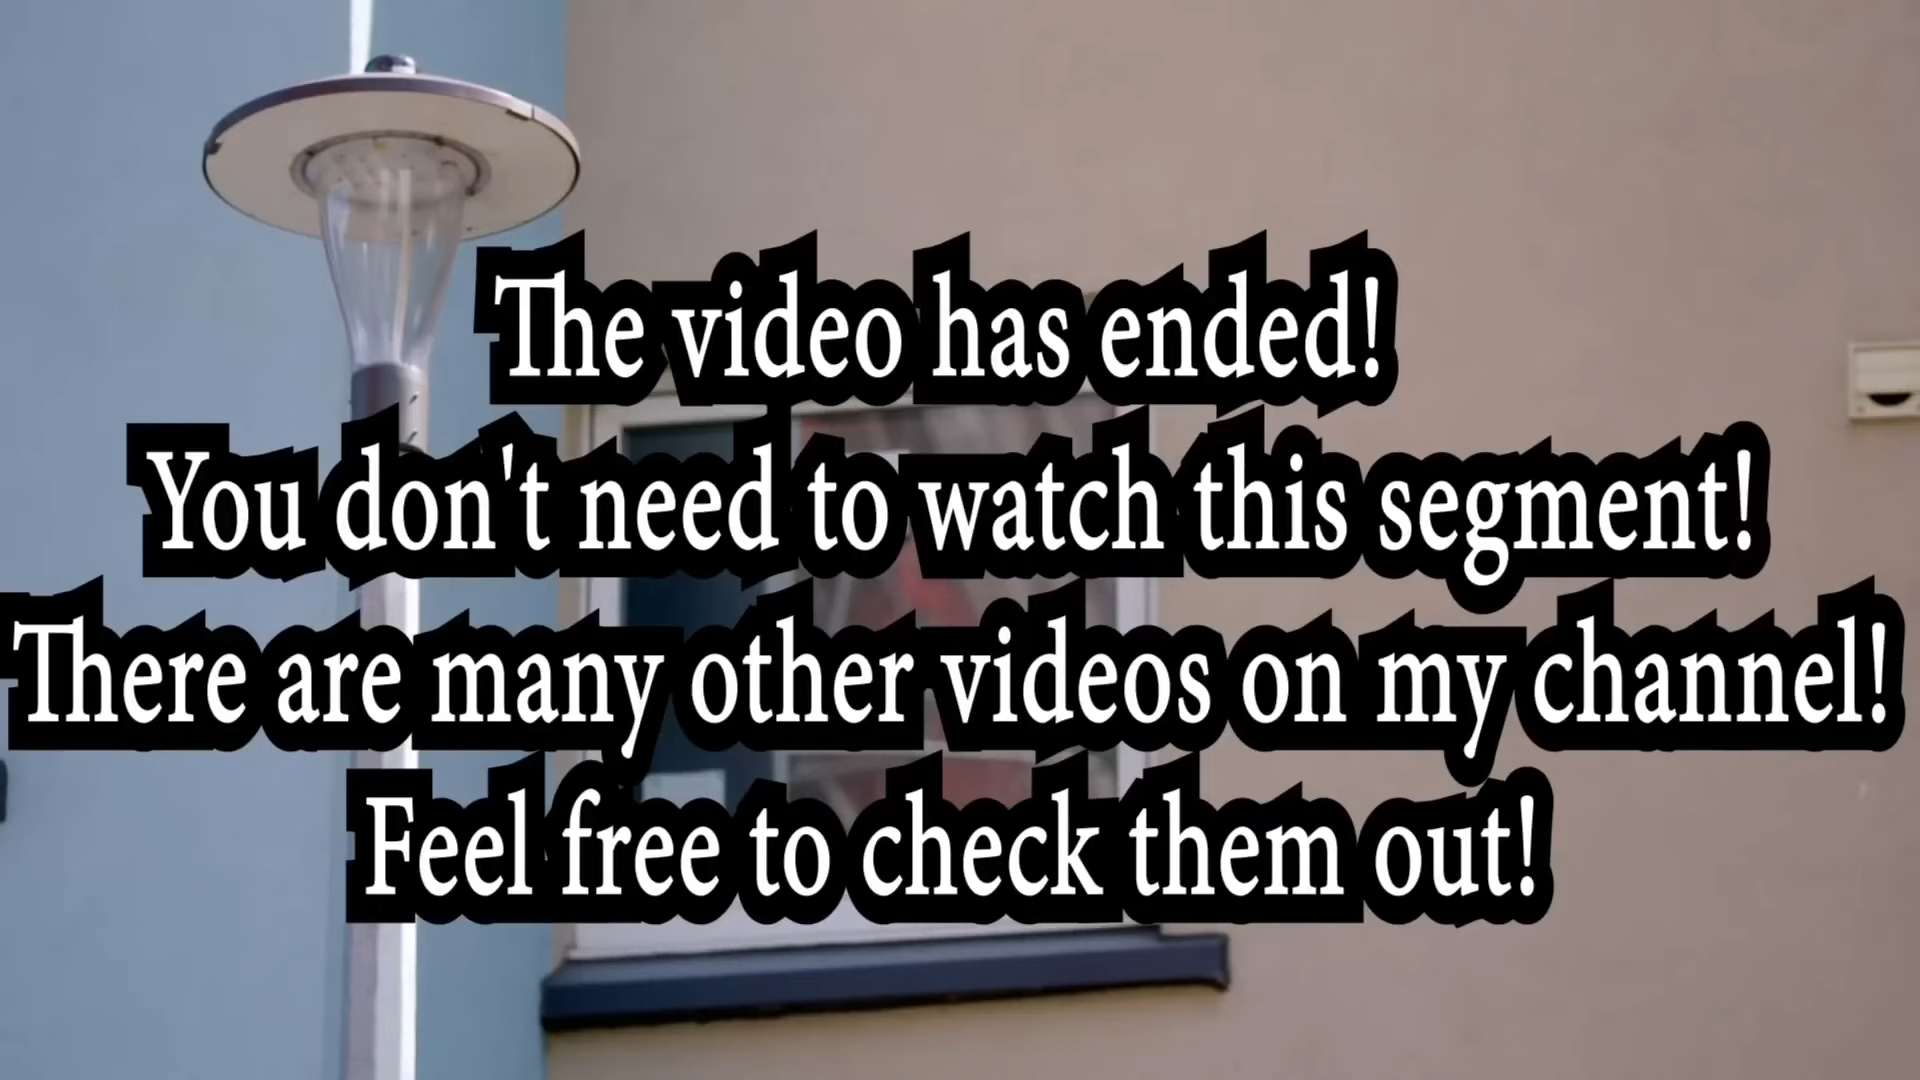 The video has ended!
You don't need to watch this segment!
There are many other videos on my channel!
Feel free to check them out!